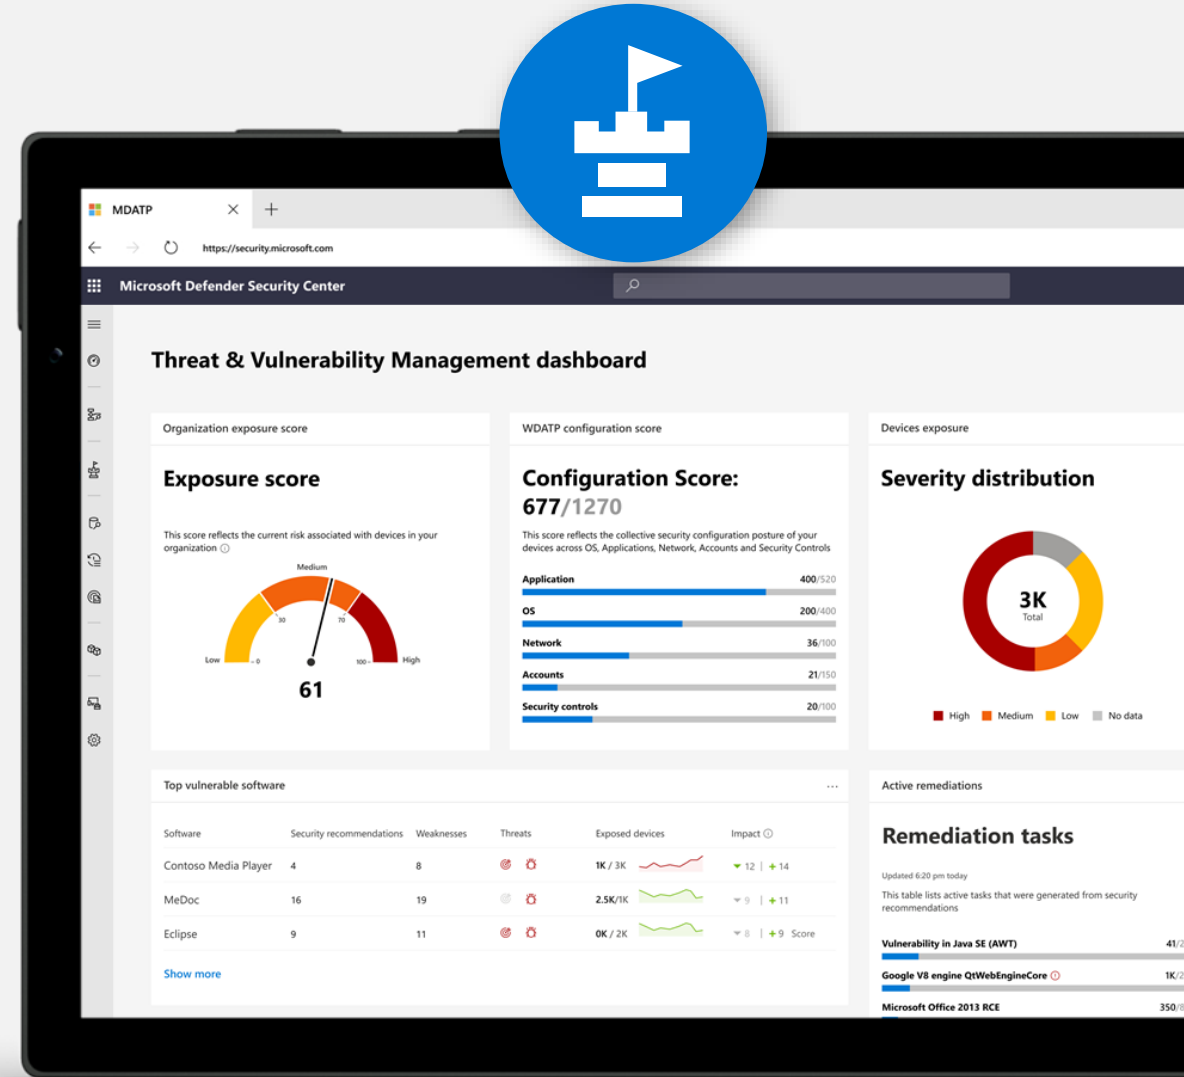 MDATP
https://security.microsoft.com
Microsoft Defender Security Center
Threat & Vulnerability Management dashboard
Organization exposure score
Exposure score
This score reflects the current risk associated with devices in your
organization
Medium
30
70
Low
0
100
High
61
WDATP configuration score
Configuration Score:
677/1270
This score reflects the collective security configuration posture of your
devices across OS, Applications, Network, Accounts and Security Controls
Application 400/520
OS 200/400
Network 36/100
Accounts 21/150
Security controls 20/100
Devices exposure
Severity distribution
3K
Total
High Medium Low No data
Top vulnerable software ...
Software Security recommendations Weaknesses Threats Exposed devices Impact
Contoso Media Player 4 8 1K / 3K 12 | +14
MeDoc 16 19 2.5K/1K 9 | +11
Eclipse 9 11 0K / 2K 8 | +9 Score
Show more
Active remediations
Remediation tasks
Updated 6:20 pm today
This table lists active tasks that were generated from security
recommendations
Vulnerability in Java SE (AWT) 41/2
Google V8 engine QtWebEngineCore 1K/2
Microsoft Office 2013 RCE 350/8